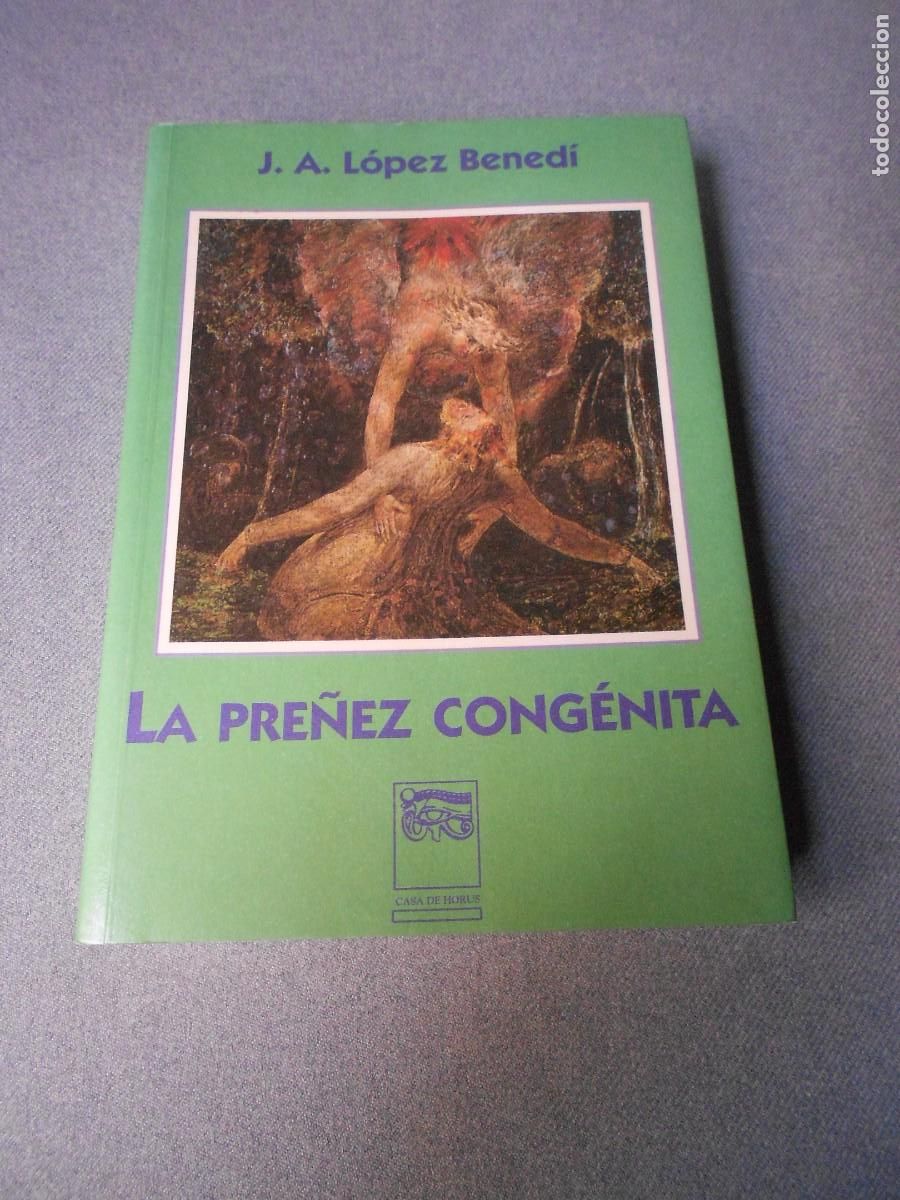 J. A. López Benedí
LA PREÑEZ CONGÉNITA
CASA DE HORUS
todocoleccion